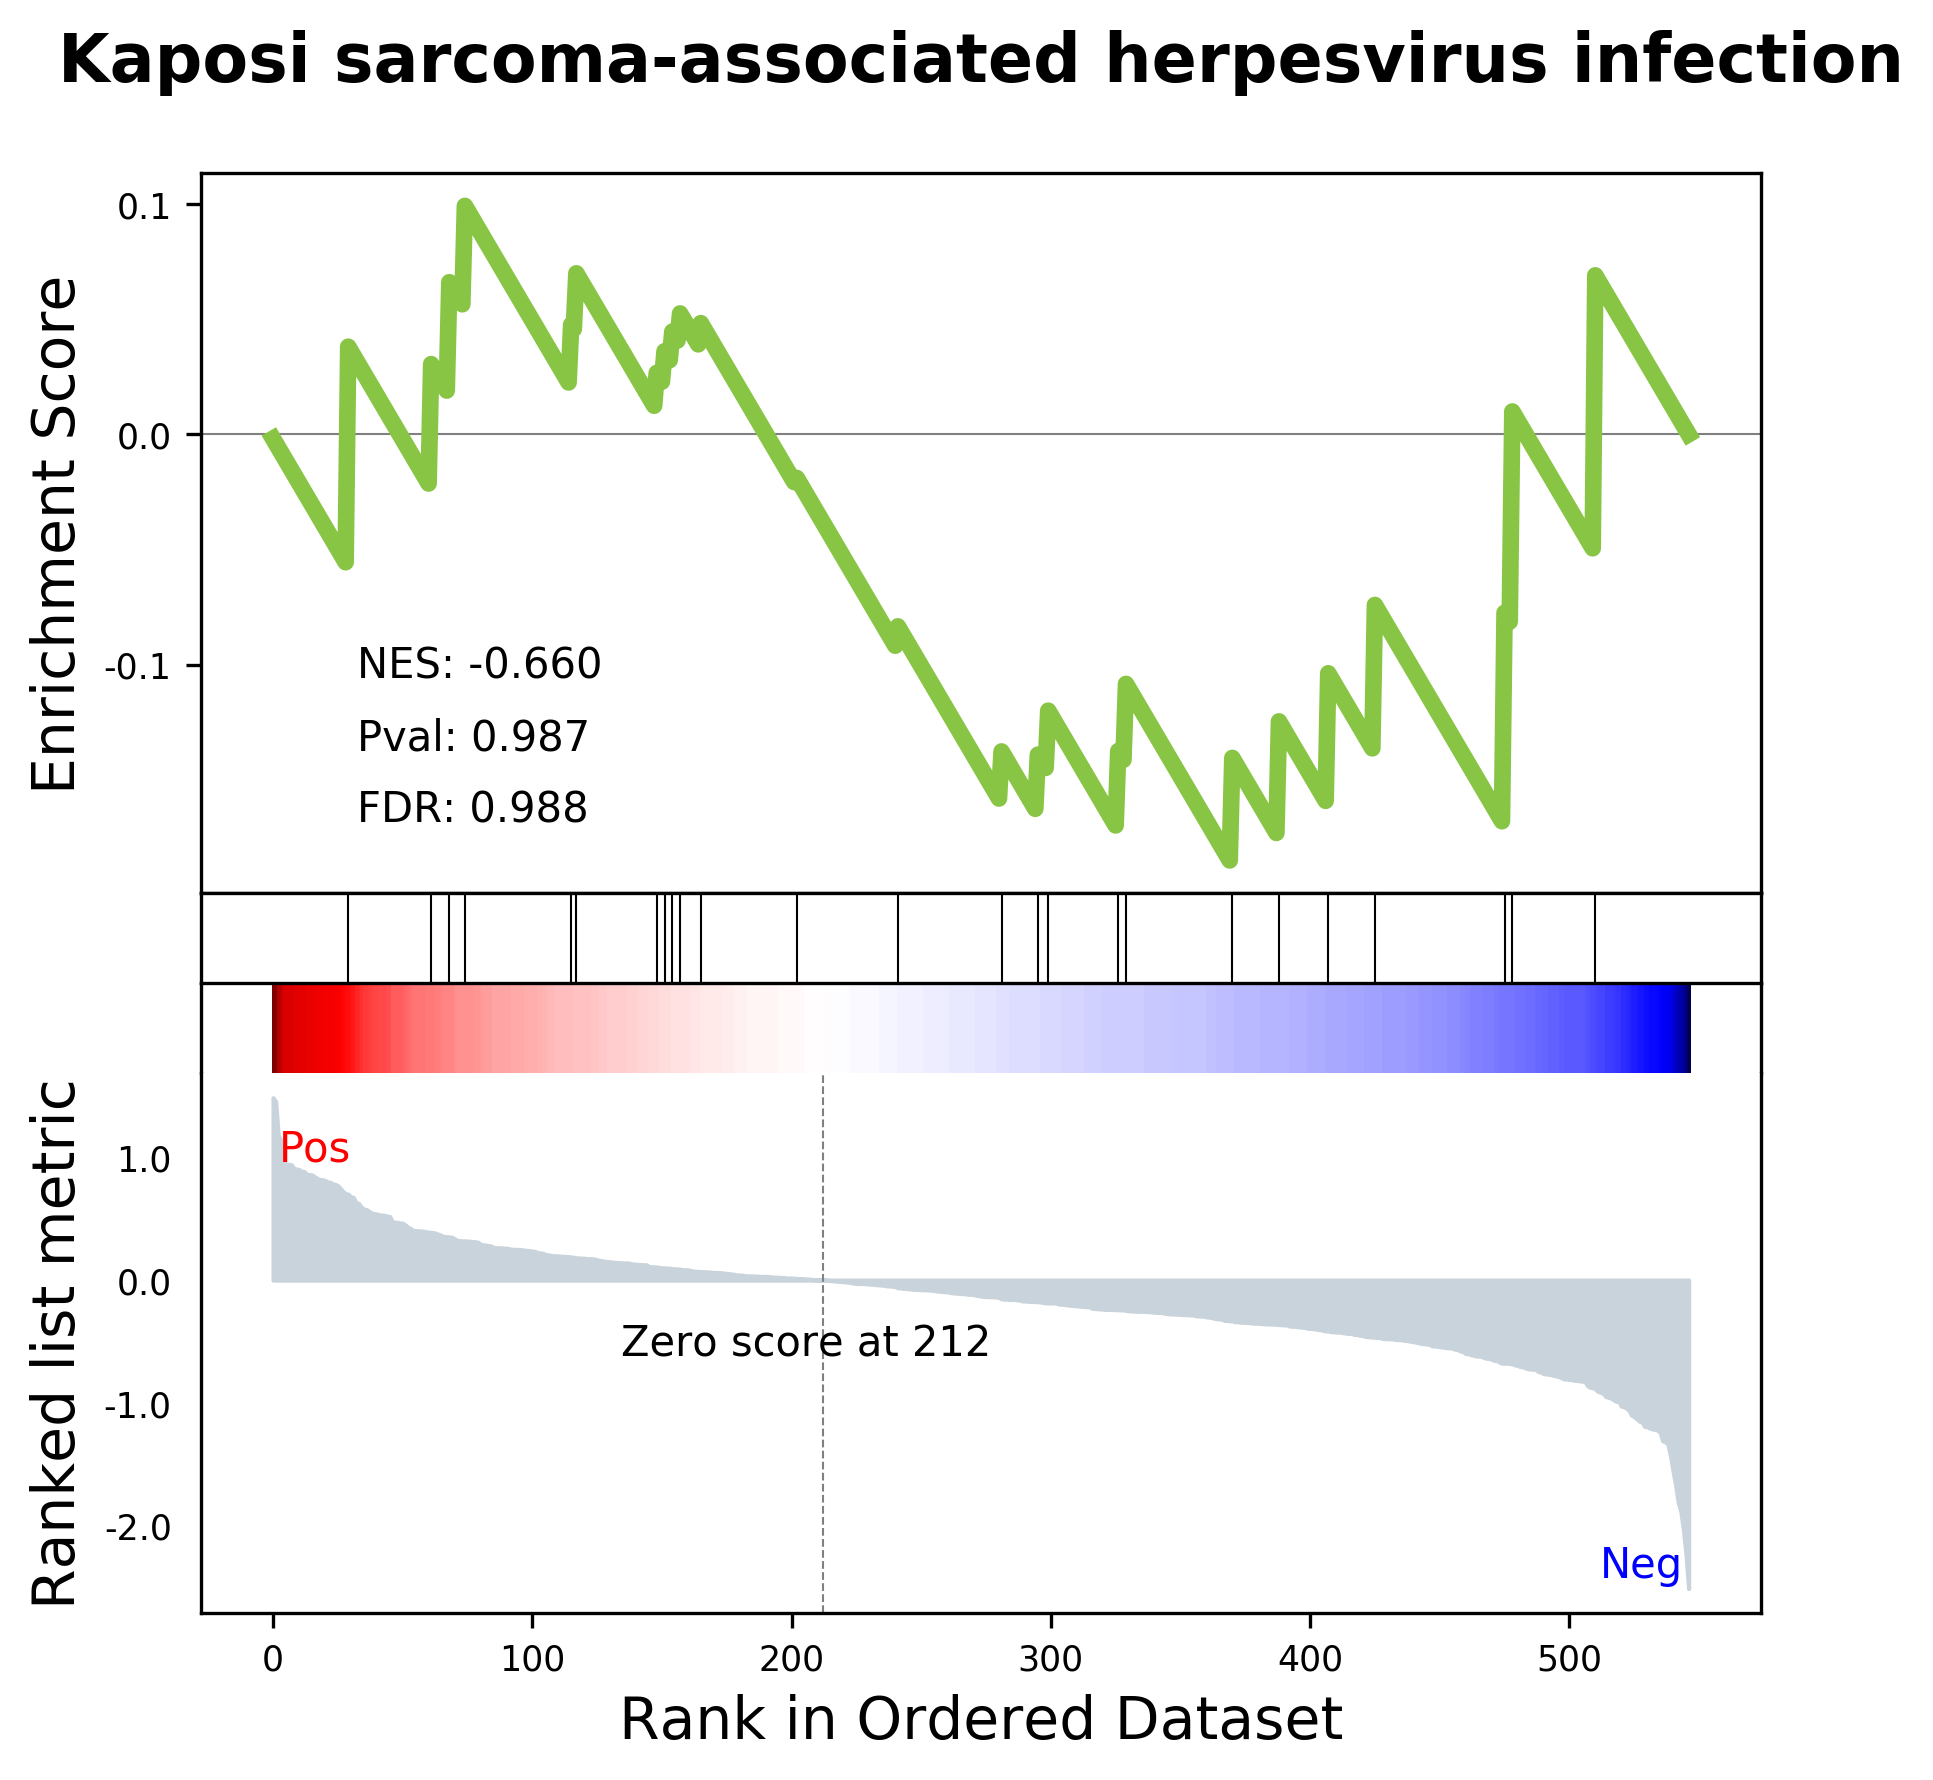 Kaposi sarcoma-associated herpesvirus infection
Enrichment Score
0.1
0.0
-0.1
NES: -0.660
Pval: 0.987
FDR: 0.988
Ranked list metric
1.0
0.0
-1.0
-2.0
Pos
Zero score at 212
Neg
0 100 200 300 400 500
Rank in Ordered Dataset